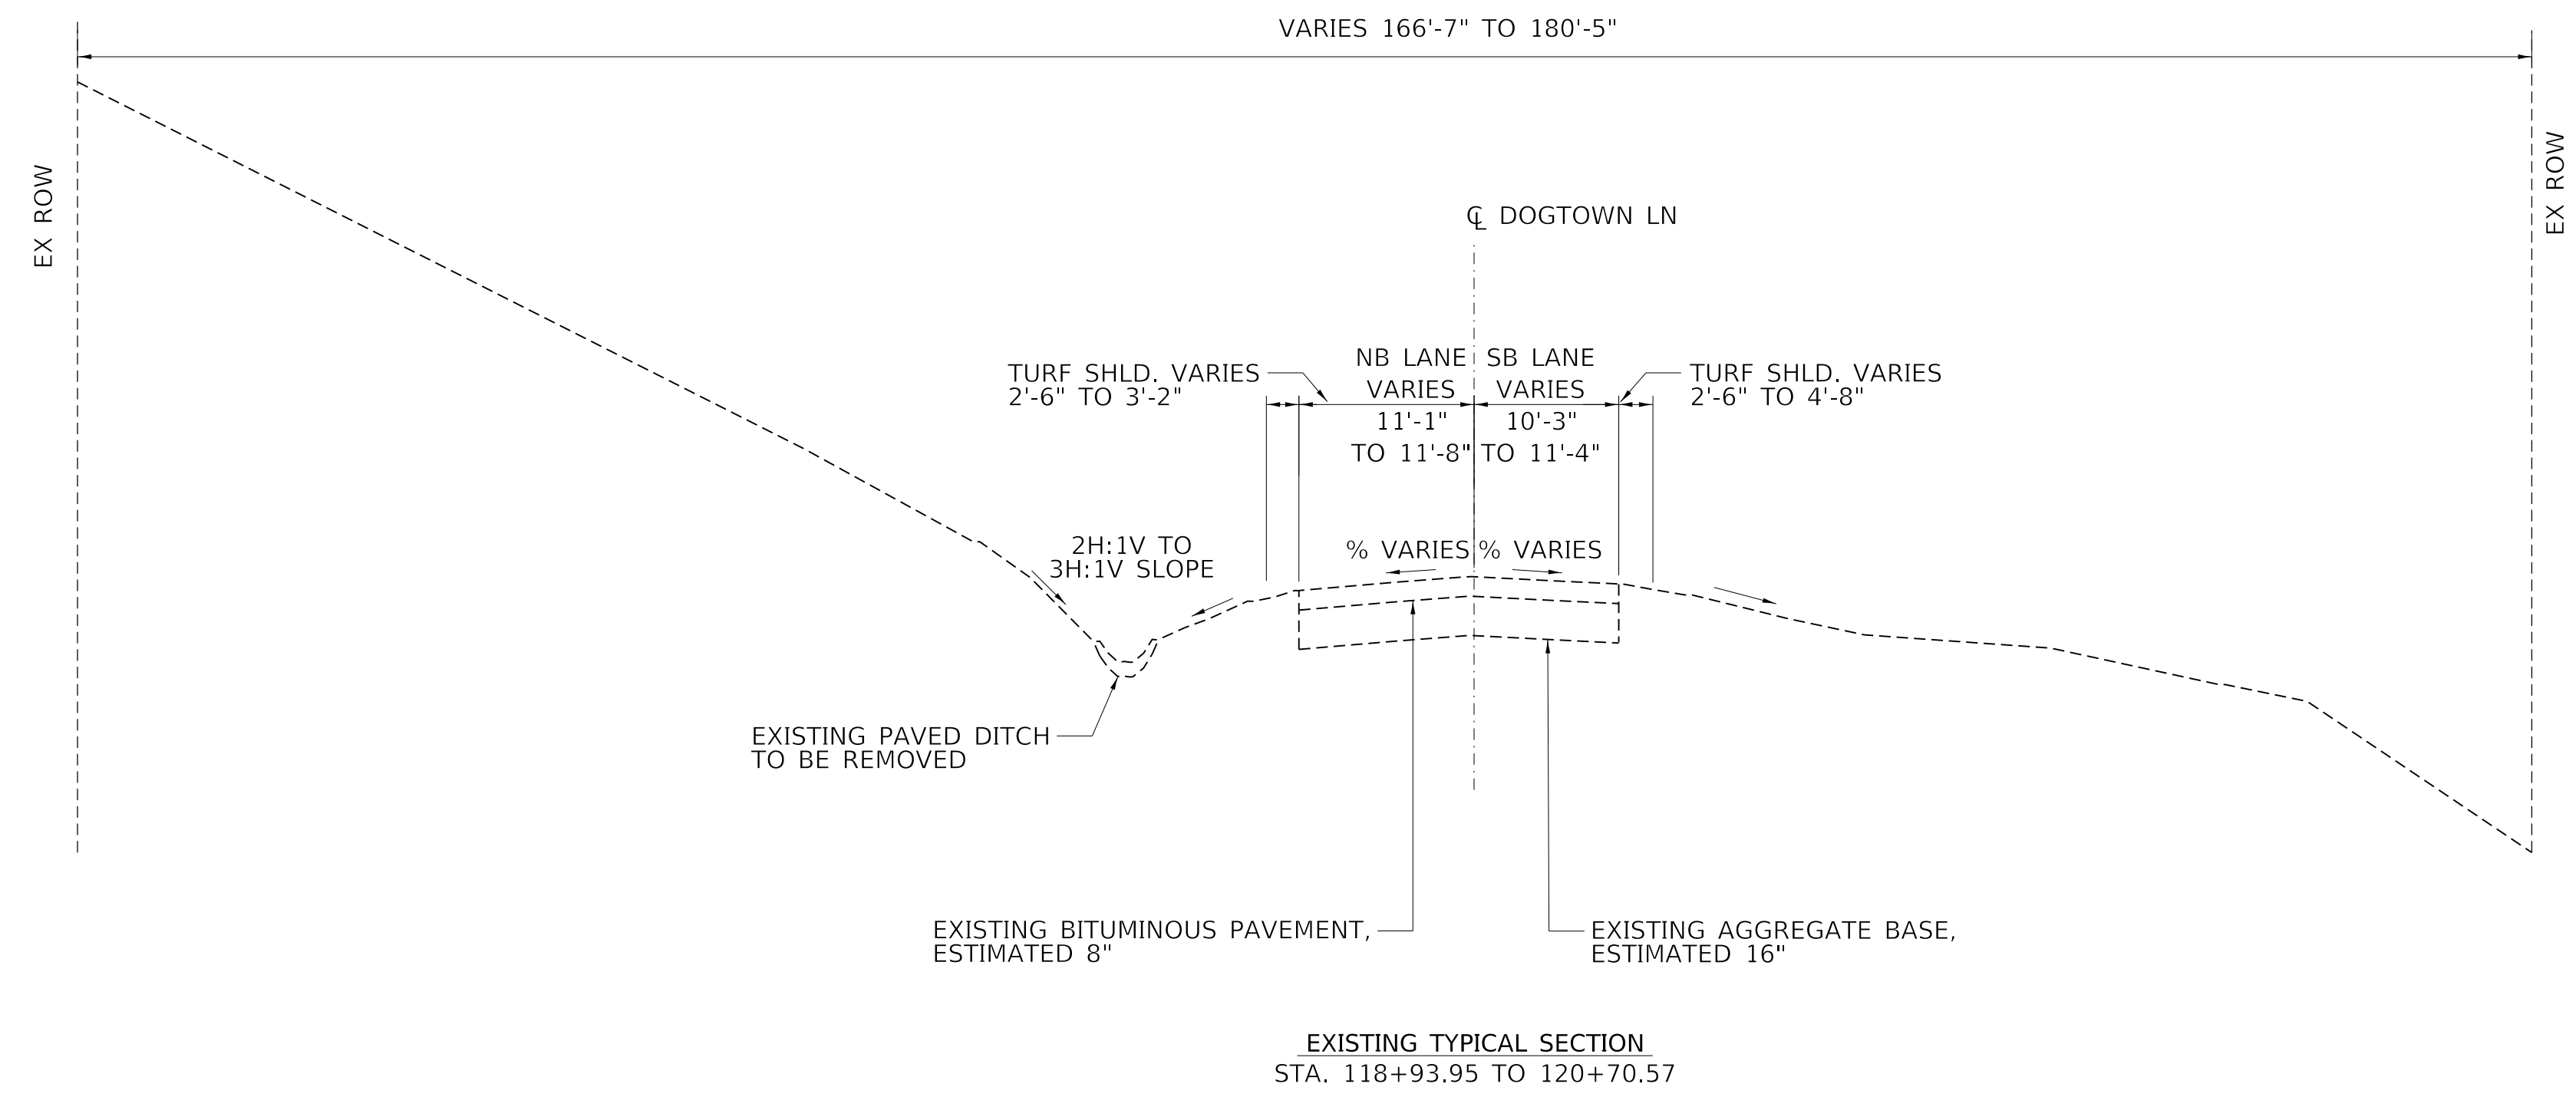 VARIES 166'-7" TO 180'-5"
EX ROW
EX ROW
℄ DOGTOWN LN
NB LANE
VARIES
11'-1"
TO 11'-8"
SB LANE
VARIES
10'-3"
TO 11'-4"
TURF SHLD. VARIES
2'-6" TO 3'-2"
TURF SHLD. VARIES
2'-6" TO 4'-8"
2H:1V TO
3H:1V SLOPE
% VARIES
% VARIES
EXISTING PAVED DITCH
TO BE REMOVED
EXISTING BITUMINOUS PAVEMENT,
ESTIMATED 8"
EXISTING AGGREGATE BASE,
ESTIMATED 16"
EXISTING TYPICAL SECTION
STA. 118+93.95 TO 120+70.57